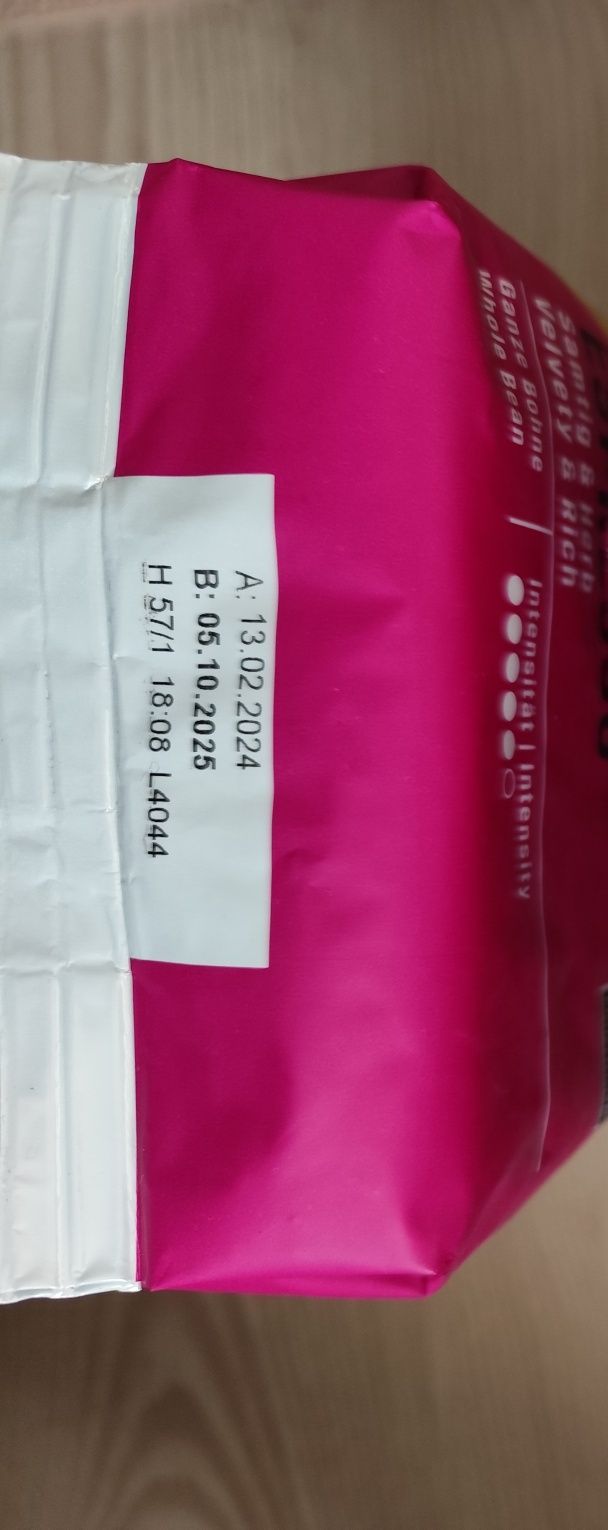 Samtig & Herb
Velvety & Rich
Ganze Bohne
Whole Bean
Intensität | Intensity
A: 13.02.2024
B: 05.10.2025
H 57/1 18:08 L4044